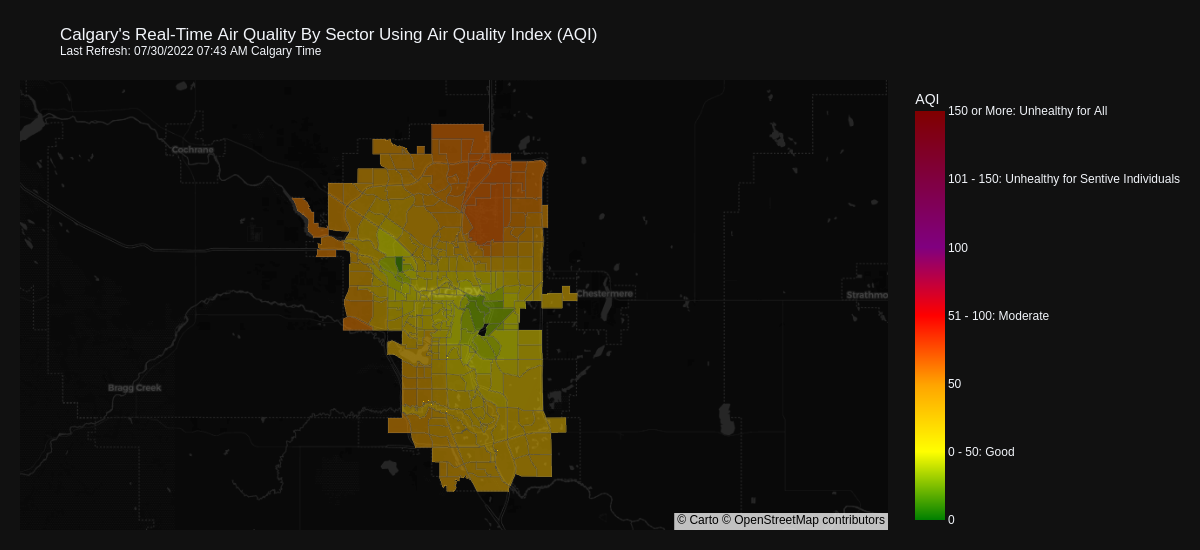 Calgary's Real-Time Air Quality By Sector Using Air Quality Index (AQI)
Last Refresh: 07/30/2022 07:43 AM Calgary Time
AQI
150 or More: Unhealthy for All
Cochrane
101 - 150: Unhealthy for Sentive Individuals
100
Chestermere
Strathmo
51 - 100: Moderate
50
Bragg Creek
0 - 50: Good
0
© Carto © OpenStreetMap contributors